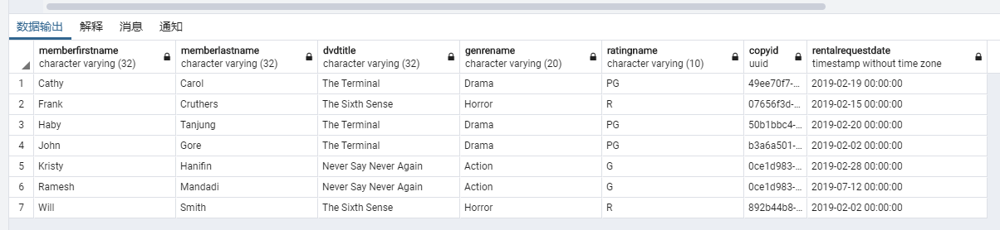 数据输出 解释 消息 通知
memberfirstname memberlastname dvdtitle genrename ratingname copyid rentalrequestdate
character varying (32) character varying (32) character varying (32) character varying (20) character varying (10) uuid timestamp without time zone
1 Cathy Carol The Terminal Drama PG 49ee70f7-... 2019-02-19 00:00:00
2 Frank Cruthers The Sixth Sense Horror R 07656f3d-... 2019-02-15 00:00:00
3 Haby Tanjung The Terminal Drama PG 50b1bbc4-... 2019-02-20 00:00:00
4 John Gore The Terminal Drama PG b3a6a501-... 2019-02-02 00:00:00
5 Kristy Hanifin Never Say Never Again Action G 0ce1d983-... 2019-02-28 00:00:00
6 Ramesh Mandadi Never Say Never Again Action G 0ce1d983-... 2019-07-12 00:00:00
7 Will Smith The Sixth Sense Horror R 892b44b8-... 2019-02-02 00:00:00